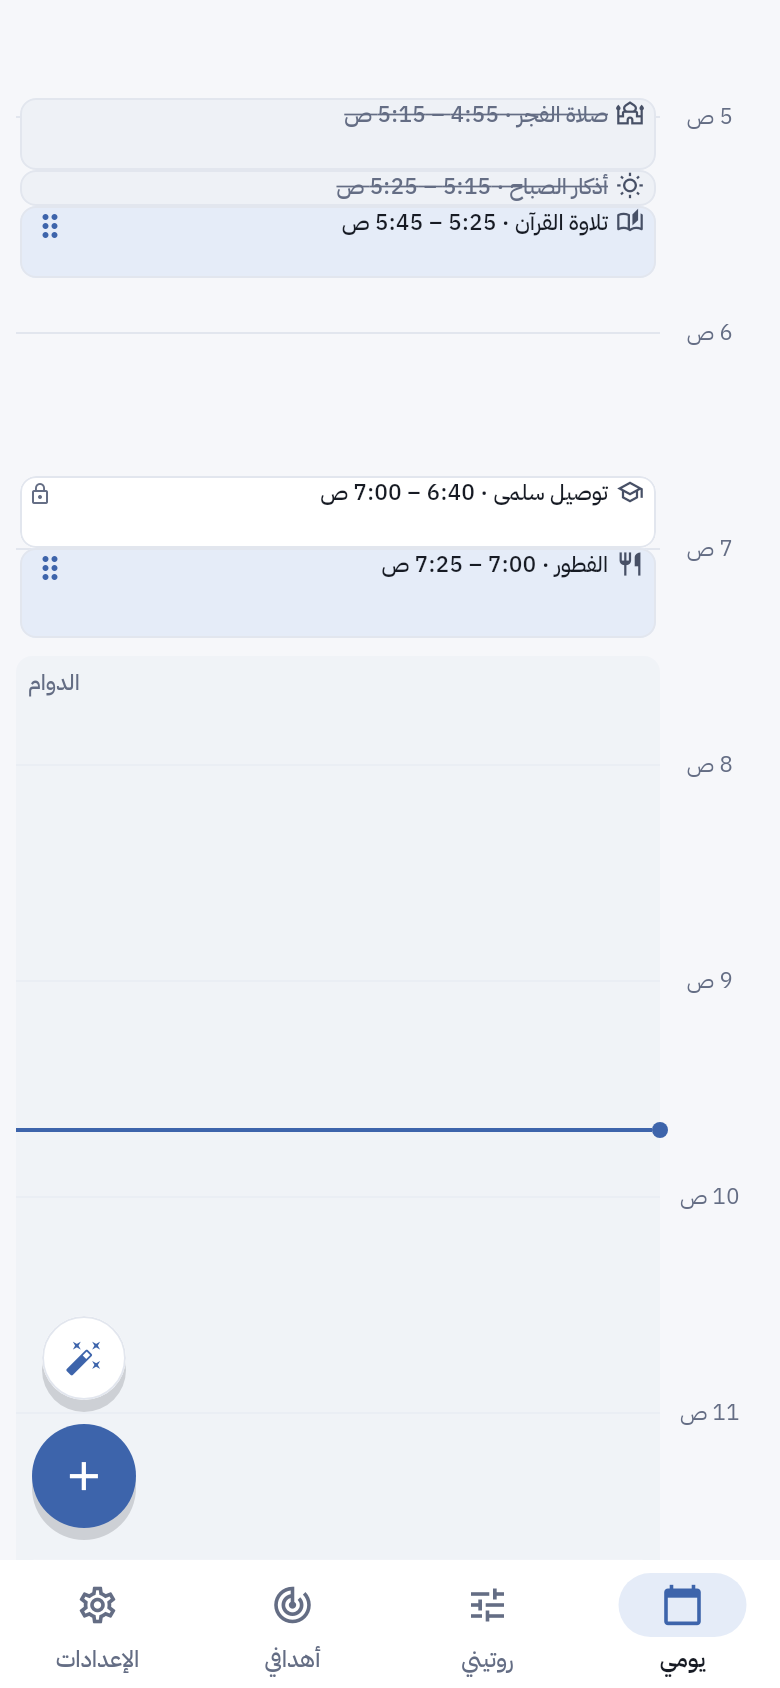 5 ص
صلاة الفجر · 4:55 – 5:15 ص
أذكار الصباح · 5:15 – 5:25 ص
تلاوة القرآن · 5:25 – 5:45 ص
6 ص
توصيل سلمى · 6:40 – 7:00 ص
7 ص
الفطور · 7:00 – 7:25 ص
الدوام
8 ص
9 ص
10 ص
11 ص
يومي
روتيني
أهدافي
الإعدادات